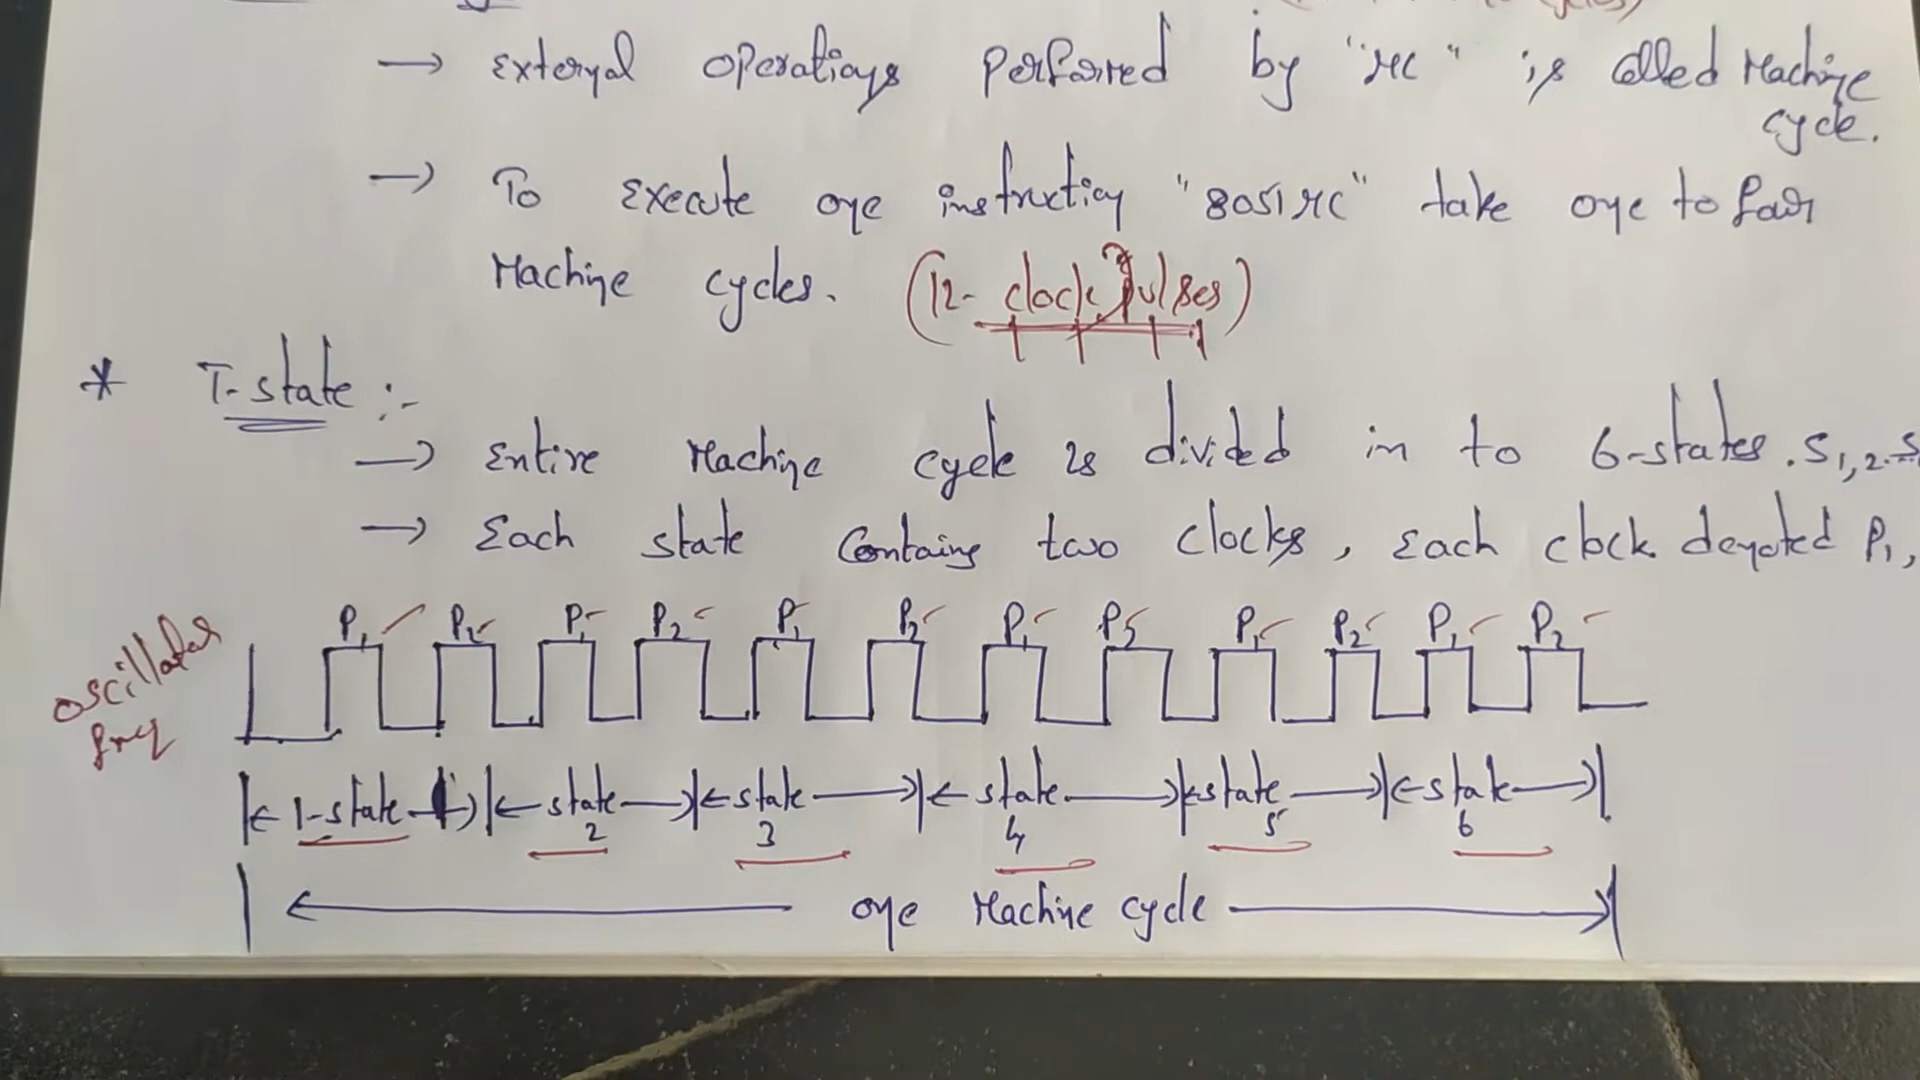 → External operations performed by "MC" is called Machine
cycle.
→ To Execute one instruction "8051 MC" take one to four
Machine cycles. (12- clock pulses)
* T-state :-
→ Entire Machine cycle is divided in to 6-states. S1,2..S
→ Each state Contains two clocks, Each clock denoted P1,
oscillator
freq
P1 P2 P1 P2 P1 P2 P1 P2 P1 P2 P1 P2
1-state state 2 state 3 state 4 state 5 state 6
one Machine cycle